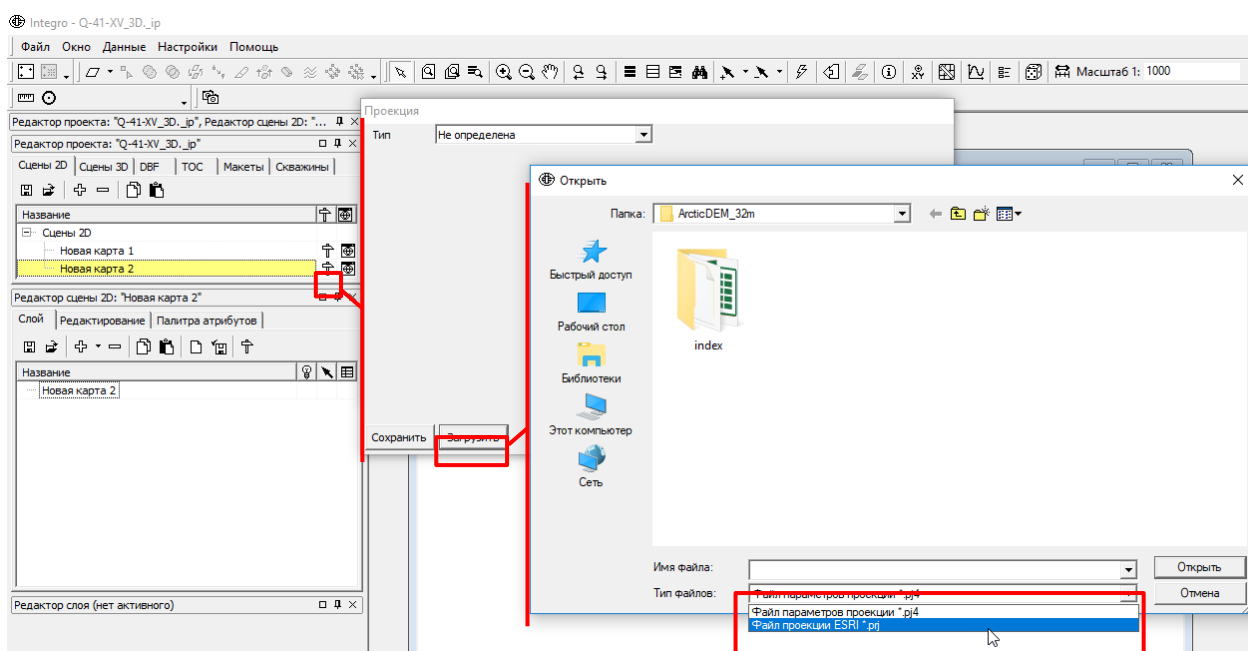 Integro - Q-41-XV_3D._ip
Файл Окно Данные Настройки Помощь
Масштаб 1: 1000
Редактор проекта: "Q-41-XV_3D._ip", Редактор сцены 2D: "...
Редактор проекта: "Q-41-XV_3D._ip"
Сцены 2D Сцены 3D DBF TOC Макеты Скважины
Название
Сцены 2D
Новая карта 1
Новая карта 2
Редактор сцены 2D: "Новая карта 2"
Слой Редактирование Палитра атрибутов
Название
Новая карта 2
Редактор слоя (нет активного)
Проекция
Тип Не определена
Сохранить Загрузить
Открыть
Папка: ArcticDEM_32m
Быстрый доступ
Рабочий стол
Библиотеки
Этот компьютер
Сеть
index
Имя файла: Открыть
Тип файлов: Файл параметров проекции *.pj4 Отмена
Файл параметров проекции *.pj4
Файл проекции ESRI *.prj